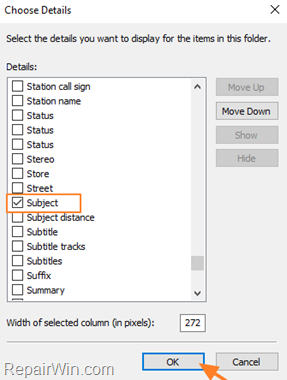 Choose Details
Select the details you want to display for the items in this folder.
Details:
Station call sign
Station name
Status
Status
Status
Stereo
Store
Street
Subject
Subject distance
Subtitle
Subtitle tracks
Subtitles
Suffix
Summary
Move Up
Move Down
Show
Hide
Width of selected column (in pixels): 272
OK
Cancel
RepairWin.com